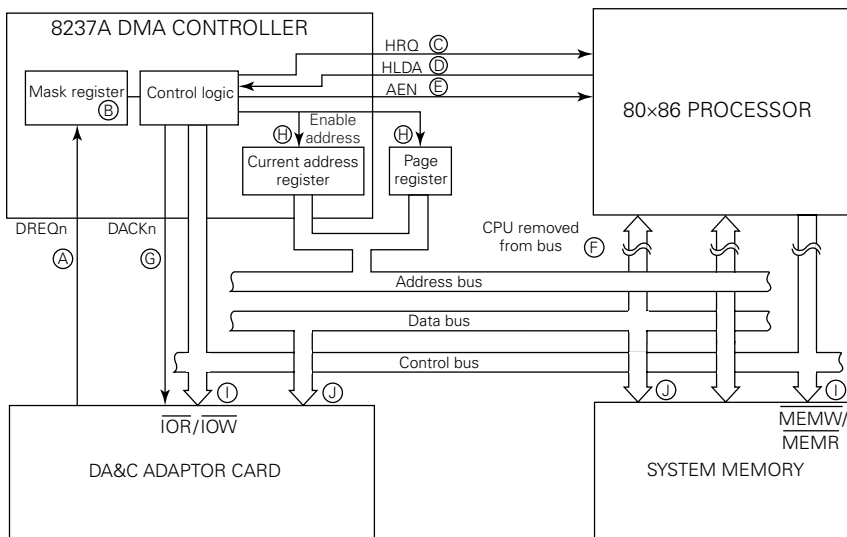 8237A DMA CONTROLLER
Mask register
B
Control logic
HRQ C
HLDA D
AEN E
80×86 PROCESSOR
H
Enable
address
H
Current address
register
Page
register
DREQn
DACKn
A
G
CPU removed
from bus
F
Address bus
Data bus
Control bus
I
J
J
I
IOR/IOW
MEMW/
MEMR
DA&C ADAPTOR CARD
SYSTEM MEMORY